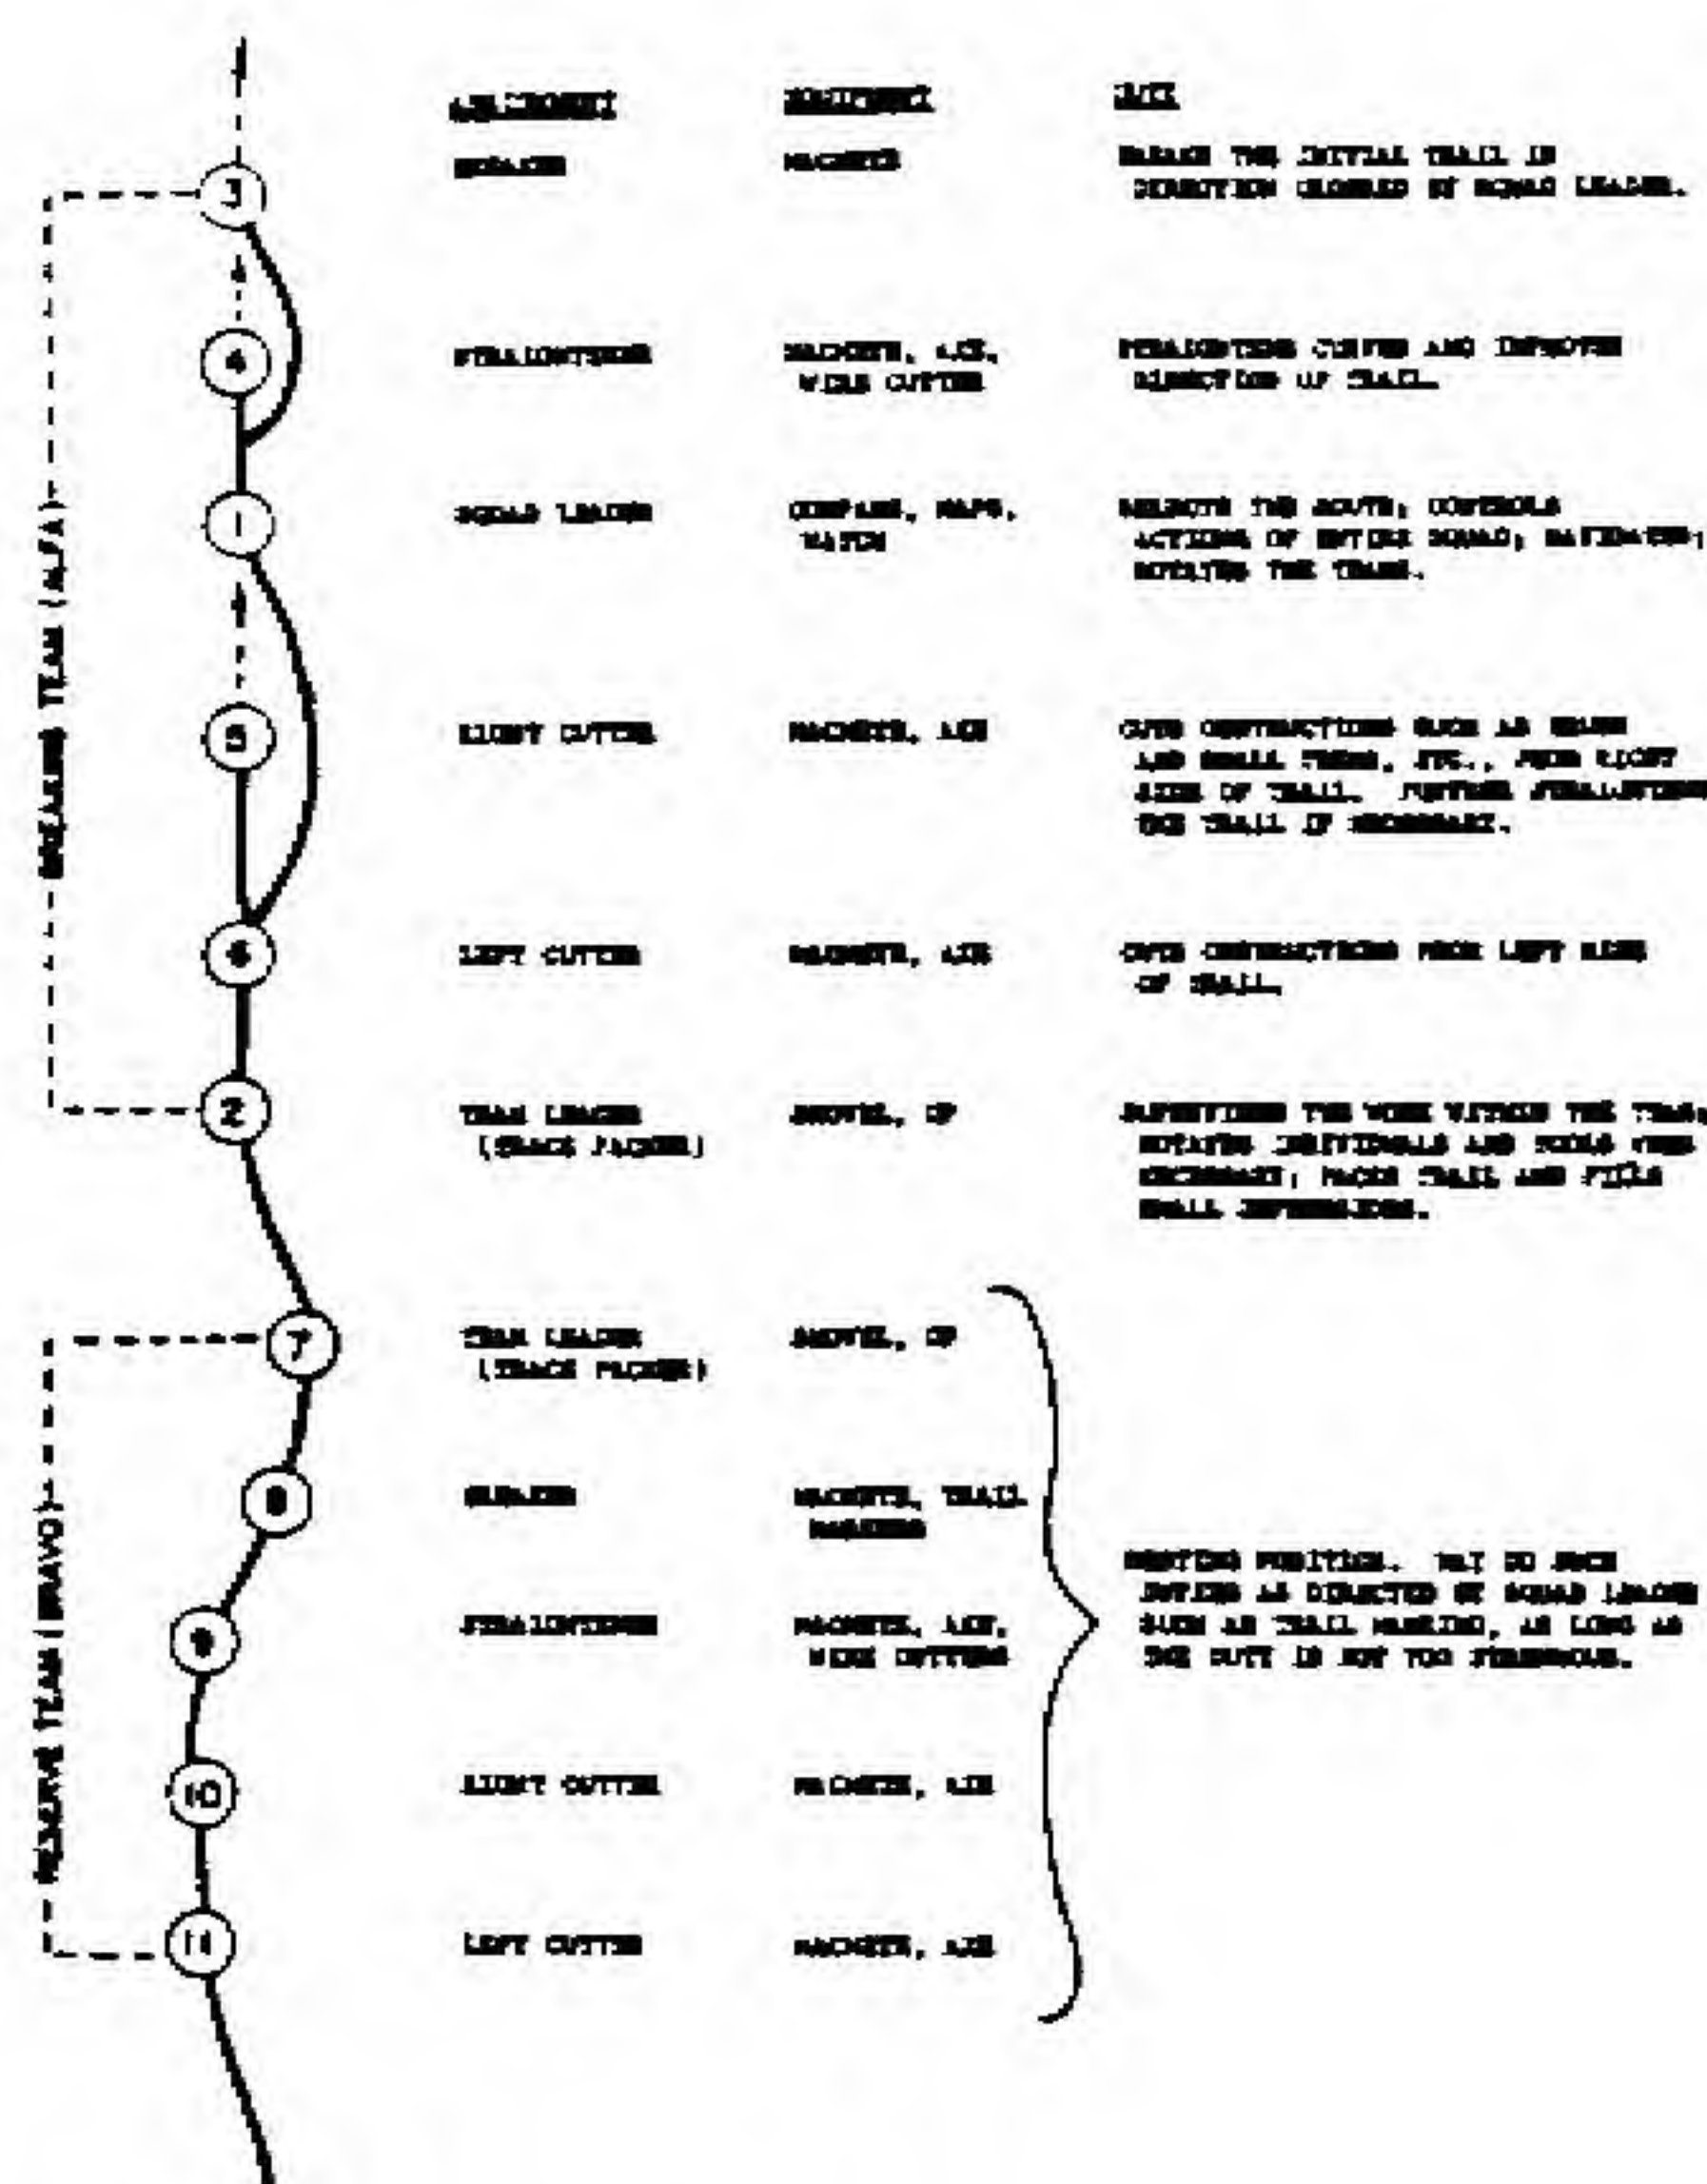 ASSIGNMENT EQUIPMENT TASK
3 BREAKER MACHETE BREAKS THE INITIAL TRAIL IN
DIRECTION ORDERED BY SQUAD LEADER.
4 STRAIGHTENER MACHETE, AXE, STRAIGHTENS CURVES AND IMPROVES
WIRE CUTTER DIRECTION OF TRAIL.
1 SQUAD LEADER COMPASS, MAPS, SELECTS THE ROUTE; CONTROLS
WATCH ACTIONS OF ENTIRE SQUAD; NAVIGATES;
ROTATES THE TEAMS.
BREAKING TEAM (ALFA)
5 RIGHT CUTTER MACHETE, AXE CUTS OBSTRUCTIONS SUCH AS BRUSH
AND SMALL TREES, ETC., FROM RIGHT
SIDE OF TRAIL. FURTHER STRAIGHTENS
THE TRAIL IF NECESSARY.
6 LEFT CUTTER MACHETE, AXE CUTS OBSTRUCTIONS FROM LEFT SIDE
OF TRAIL.
2 TEAM LEADER SHOVEL, SUPERVISES THE WORK WITHIN THE TEAM;
(TRACK PACKER) ROTATES INDIVIDUALS AND TOOLS WHEN
NECESSARY; PACKS TRAIL AND FILLS
SMALL DEPRESSIONS.
7 TEAM LEADER SHOVEL,
(TRACK PACKER)
8 BREAKER MACHETE, TRAIL
MARKERS
RESERVE TEAM (BRAVO)
RESTING POSITION. MAY DO SUCH
DUTIES AS DIRECTED BY SQUAD LEADER
9 STRAIGHTENER MACHETE, AXE, SUCH AS TRAIL MARKING, AS LONG AS
WIRE CUTTERS THE DUTY IS NOT TOO STRENUOUS.
10 RIGHT CUTTER MACHETE, AXE
11 LEFT CUTTER MACHETE, AXE